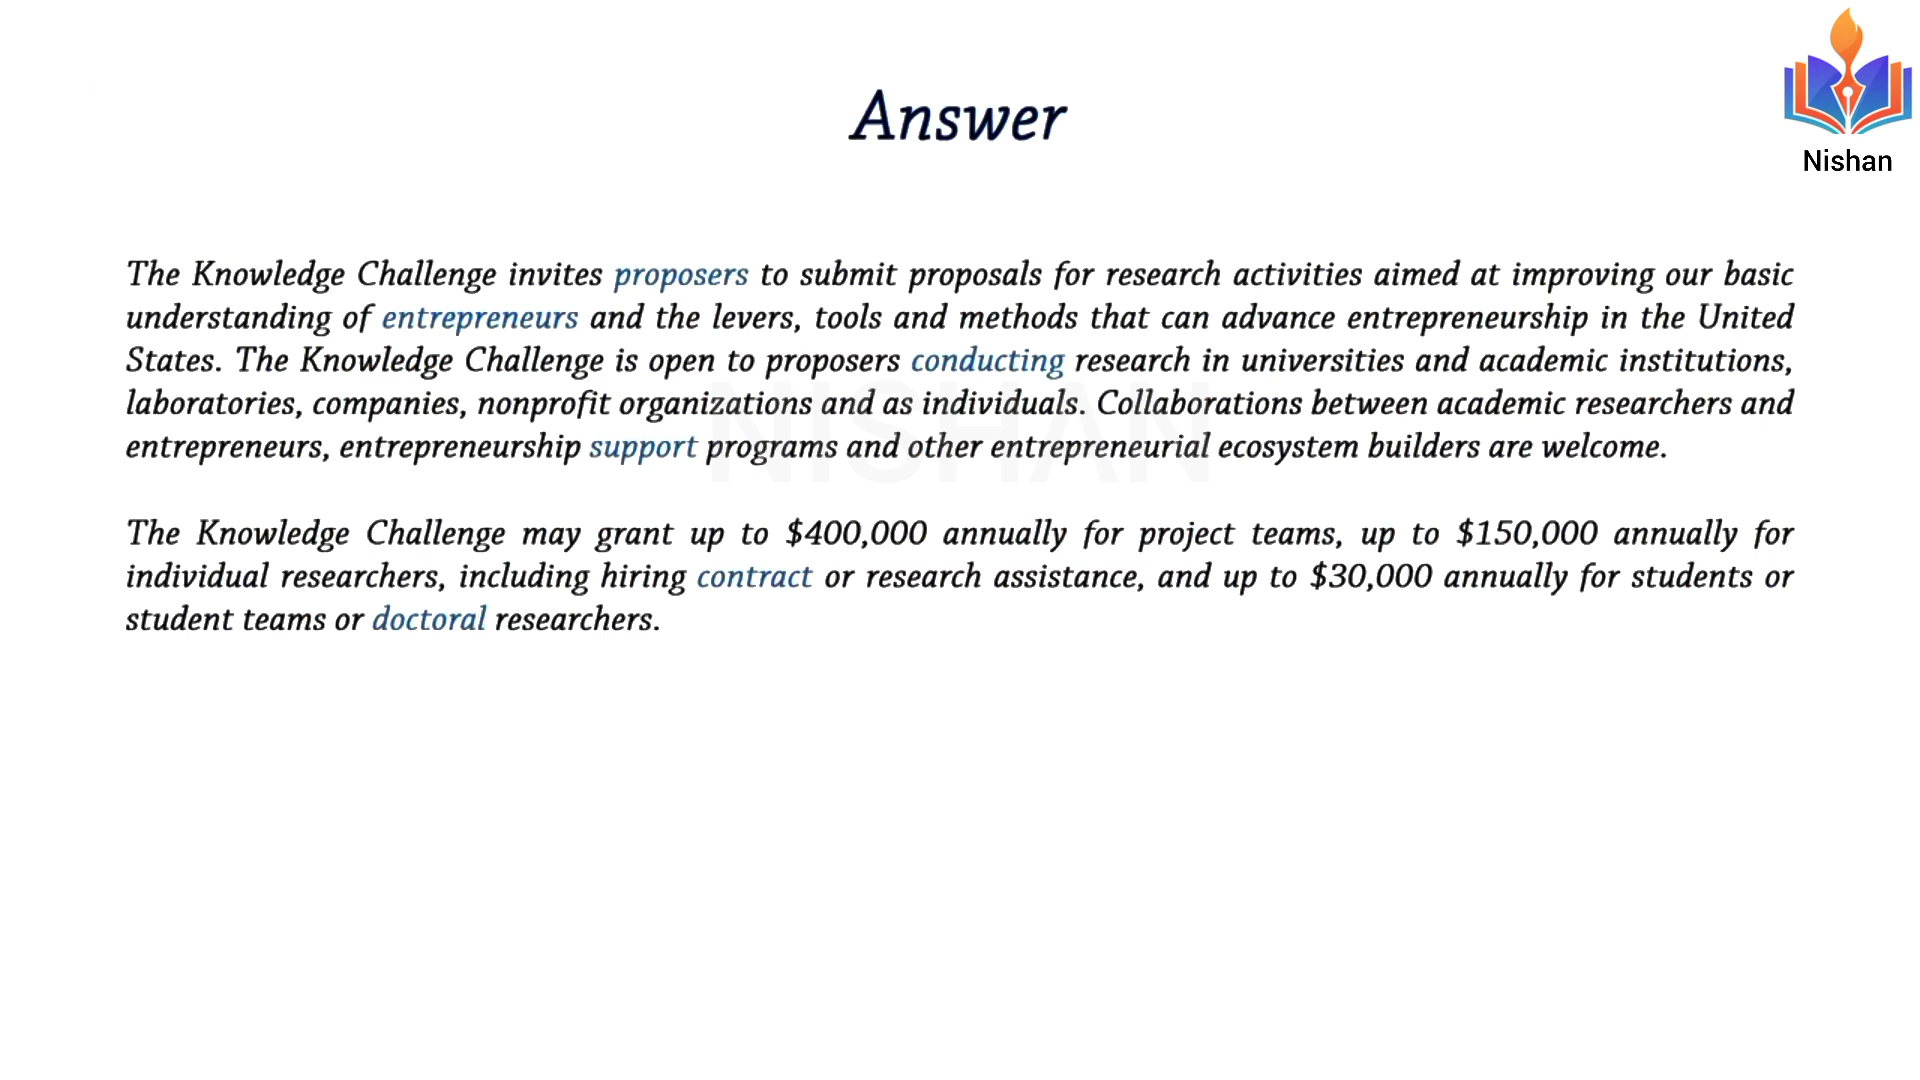 Answer
Nishan
The Knowledge Challenge invites proposers to submit proposals for research activities aimed at improving our basic
understanding of entrepreneurs and the levers, tools and methods that can advance entrepreneurship in the United
States. The Knowledge Challenge is open to proposers conducting research in universities and academic institutions,
laboratories, companies, nonprofit organizations and as individuals. Collaborations between academic researchers and
entrepreneurs, entrepreneurship support programs and other entrepreneurial ecosystem builders are welcome.
NISHAN
The Knowledge Challenge may grant up to $400,000 annually for project teams, up to $150,000 annually for
individual researchers, including hiring contract or research assistance, and up to $30,000 annually for students or
student teams or doctoral researchers.